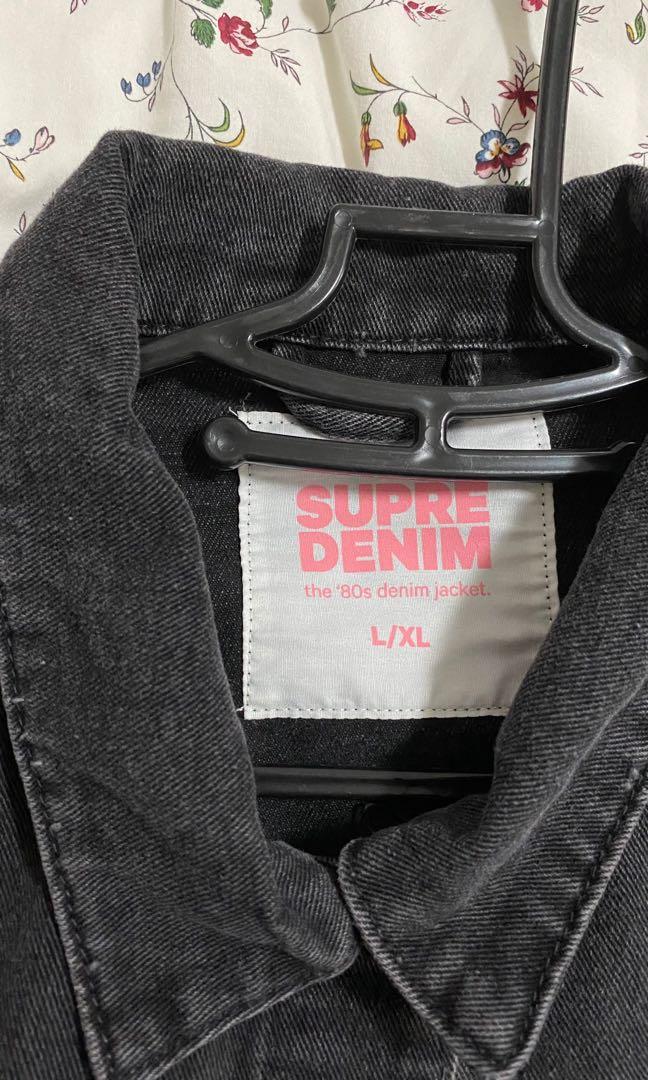 SUPRE
DENIM
the '80s denim jacket.
L/XL